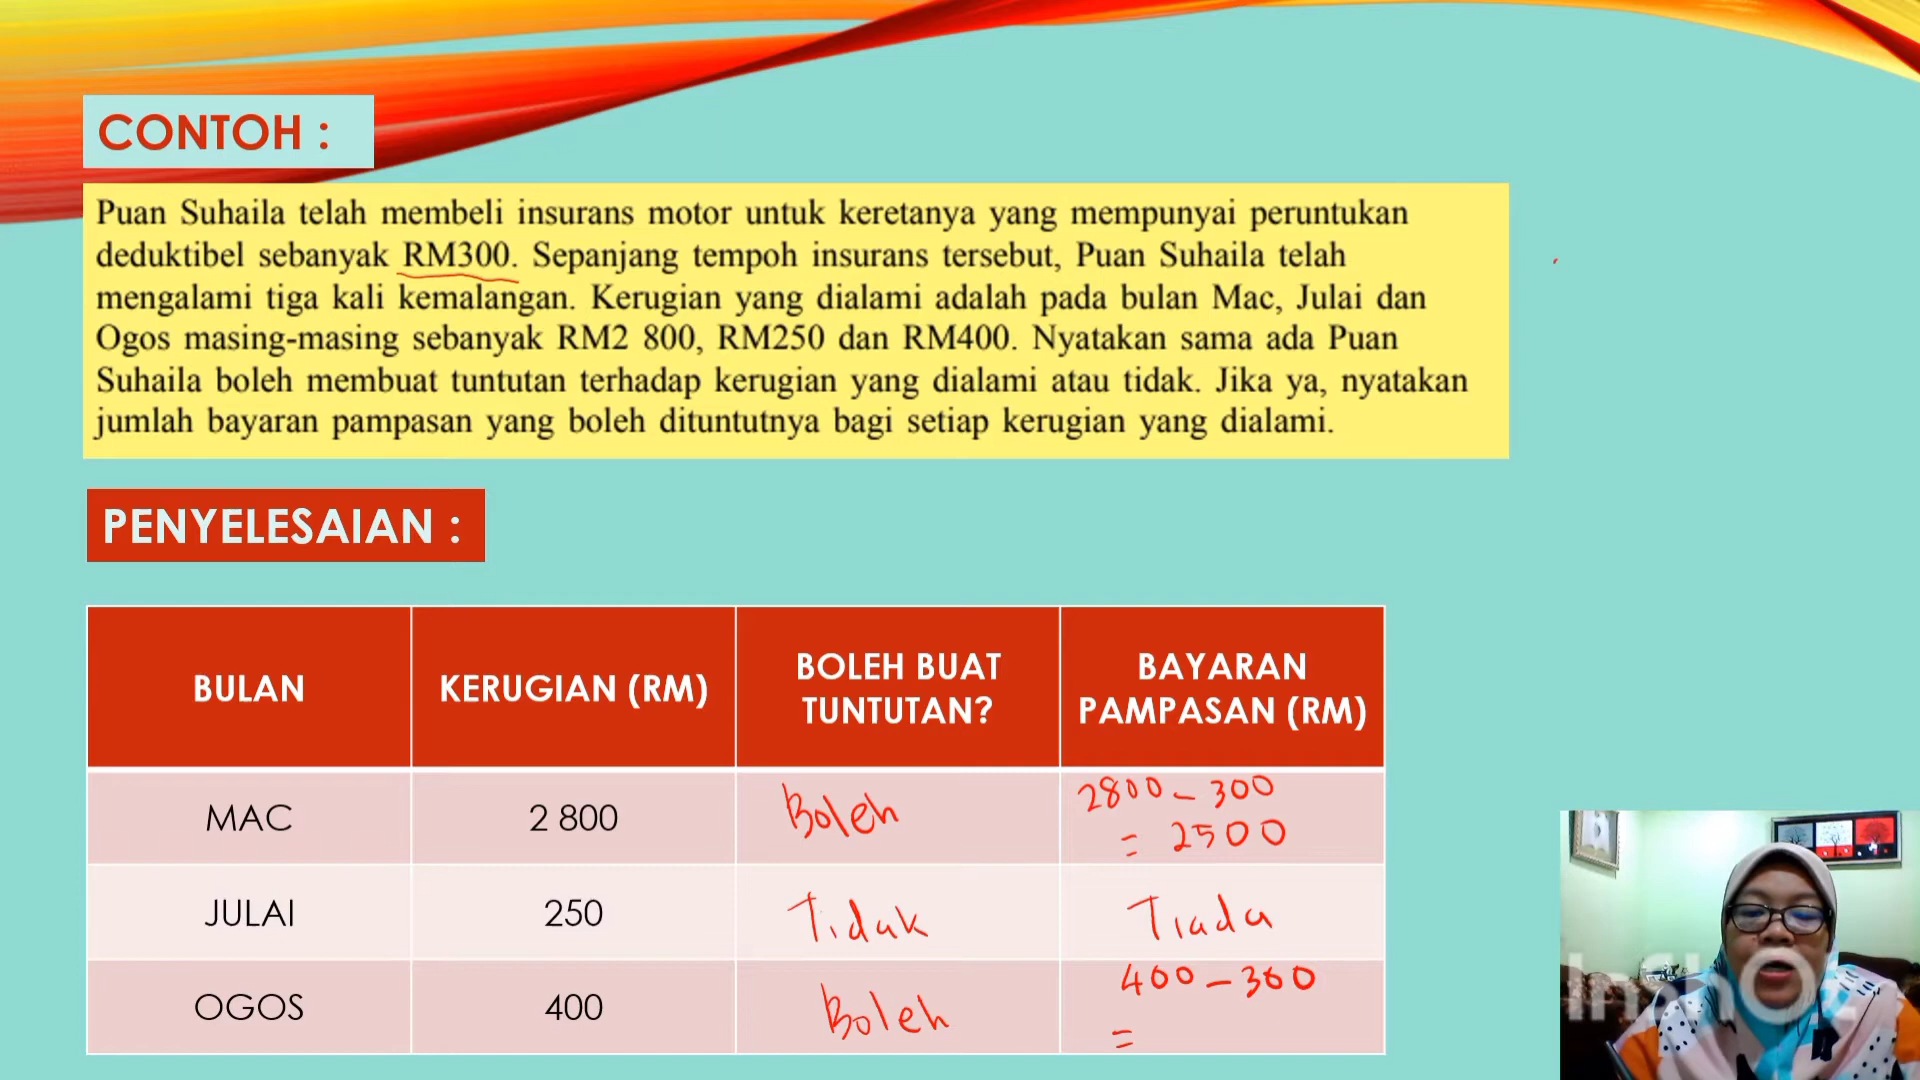 CONTOH :
Puan Suhaila telah membeli insurans motor untuk keretanya yang mempunyai peruntukan
deduktibel sebanyak RM300. Sepanjang tempoh insurans tersebut, Puan Suhaila telah
mengalami tiga kali kemalangan. Kerugian yang dialami adalah pada bulan Mac, Julai dan
Ogos masing-masing sebanyak RM2 800, RM250 dan RM400. Nyatakan sama ada Puan
Suhaila boleh membuat tuntutan terhadap kerugian yang dialami atau tidak. Jika ya, nyatakan
jumlah bayaran pampasan yang boleh dituntutnya bagi setiap kerugian yang dialami.
PENYELESAIAN :
BULAN
KERUGIAN (RM)
BOLEH BUAT
TUNTUTAN?
BAYARAN
PAMPASAN (RM)
MAC
2 800
Boleh
2800 - 300
= 2500
JULAI
250
Tidak
Tiada
OGOS
400
Boleh
400 - 300
=